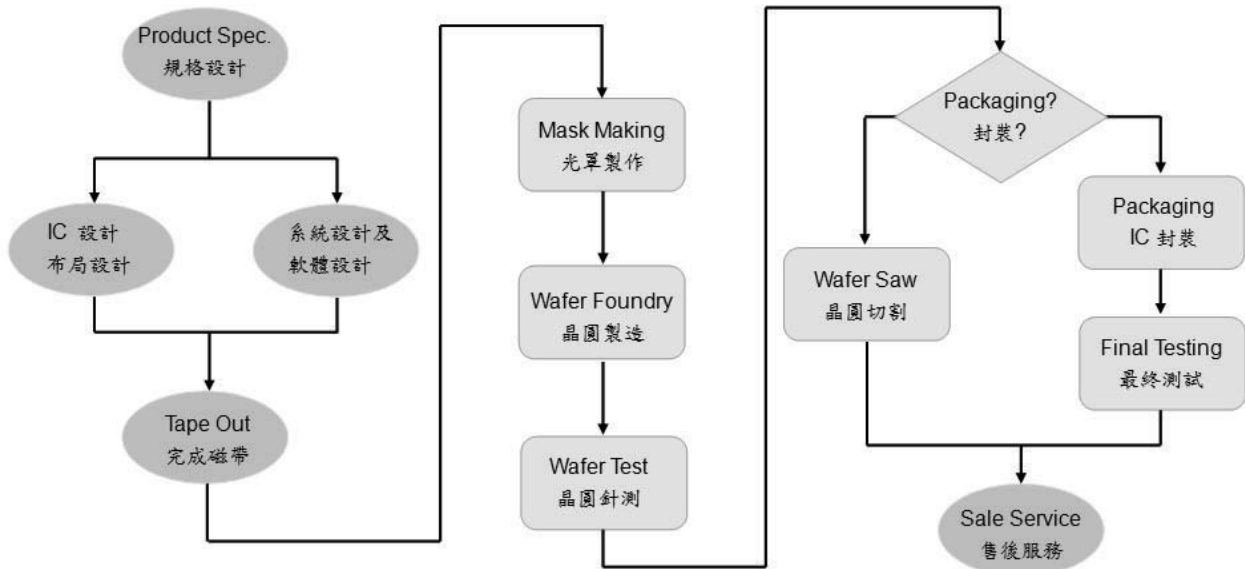 Product Spec.
規格設計
IC 設計
布局設計
系統設計及
軟體設計
Tape Out
完成磁帶
Mask Making
光罩製作
Wafer Foundry
晶圓製造
Wafer Test
晶圓針測
Packaging?
封裝?
Wafer Saw
晶圓切割
Packaging
IC 封裝
Final Testing
最終測試
Sale Service
售後服務